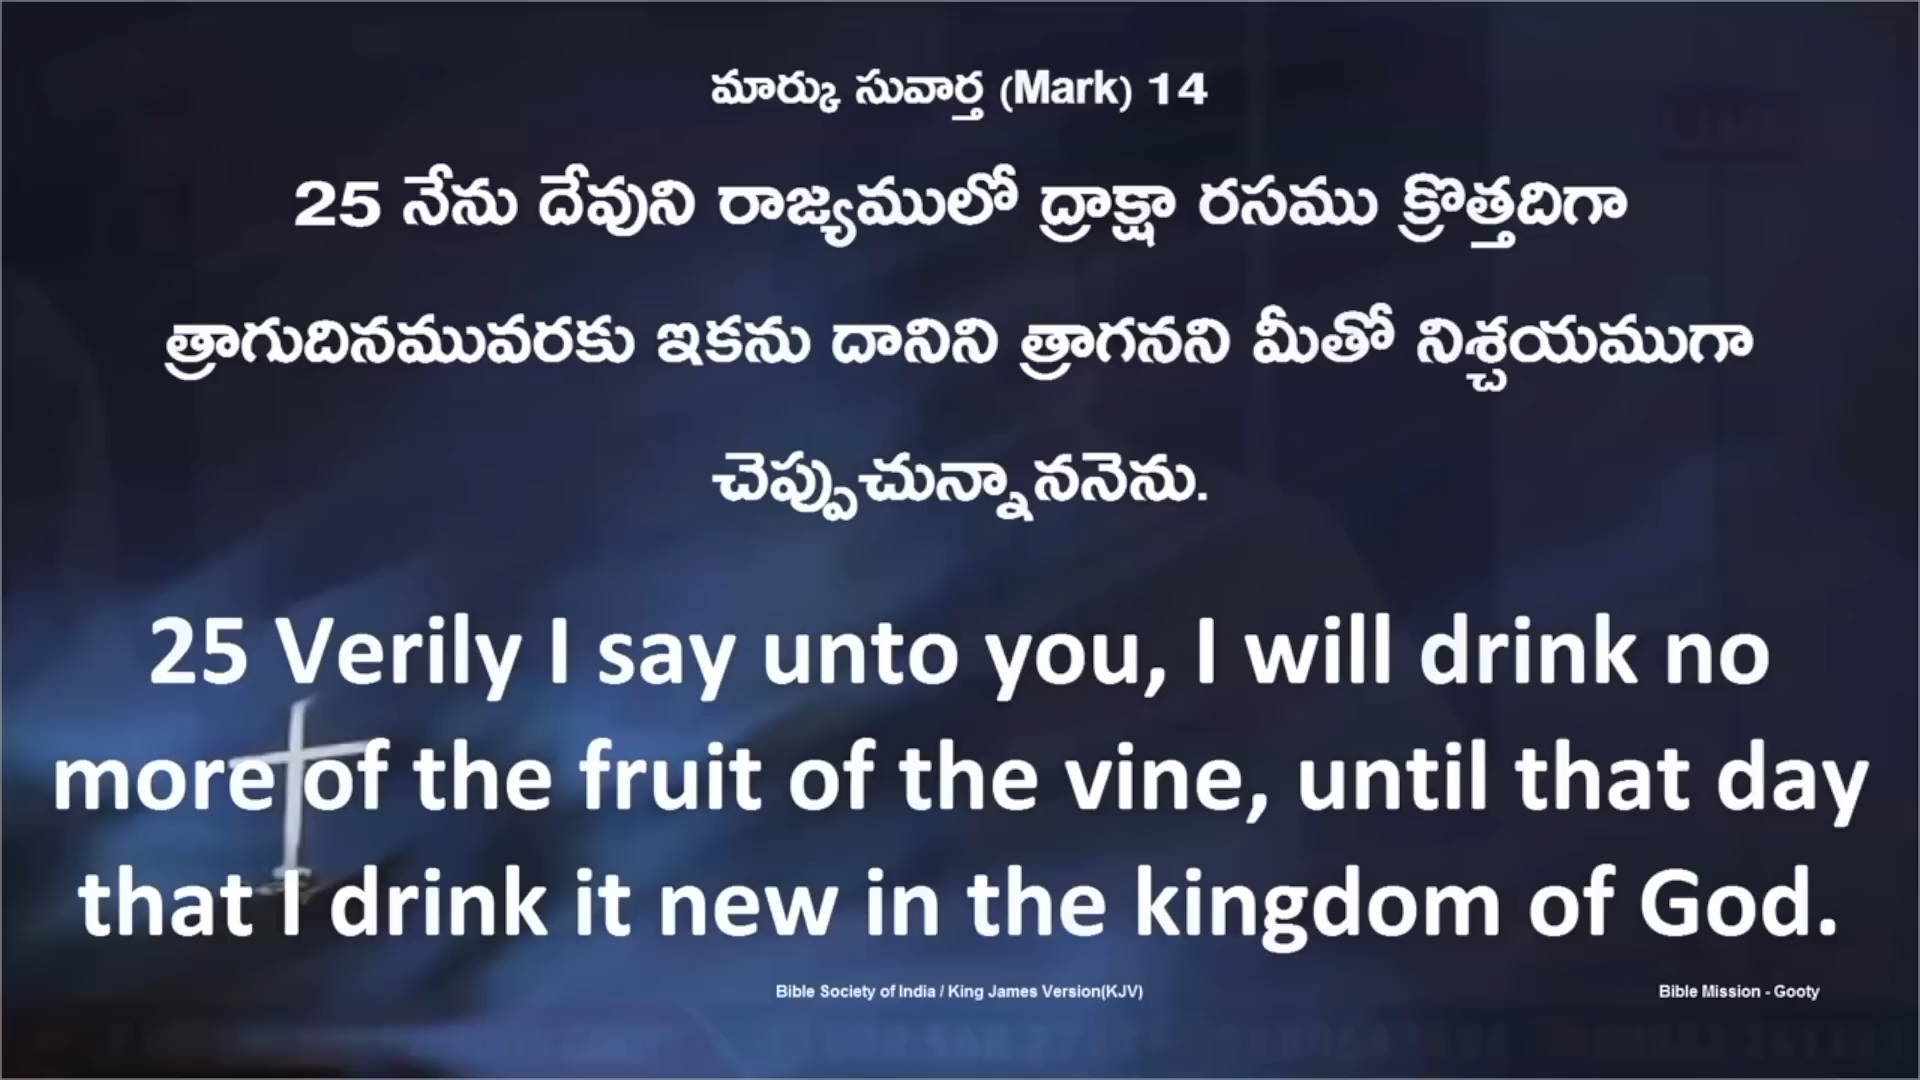 మార్కు సువార్త (Mark) 14
25 నేను దేవుని రాజ్యములో ద్రాక్షా రసము క్రొత్తదిగా
త్రాగుదినమువరకు ఇకను దానిని త్రాగనని మీతో నిశ్చయముగా
చెప్పుచున్నాననెను.
25 Verily I say unto you, I will drink no
more of the fruit of the vine, until that day
that I drink it new in the kingdom of God.
Bible Society of India / King James Version(KJV)
Bible Mission - Gooty